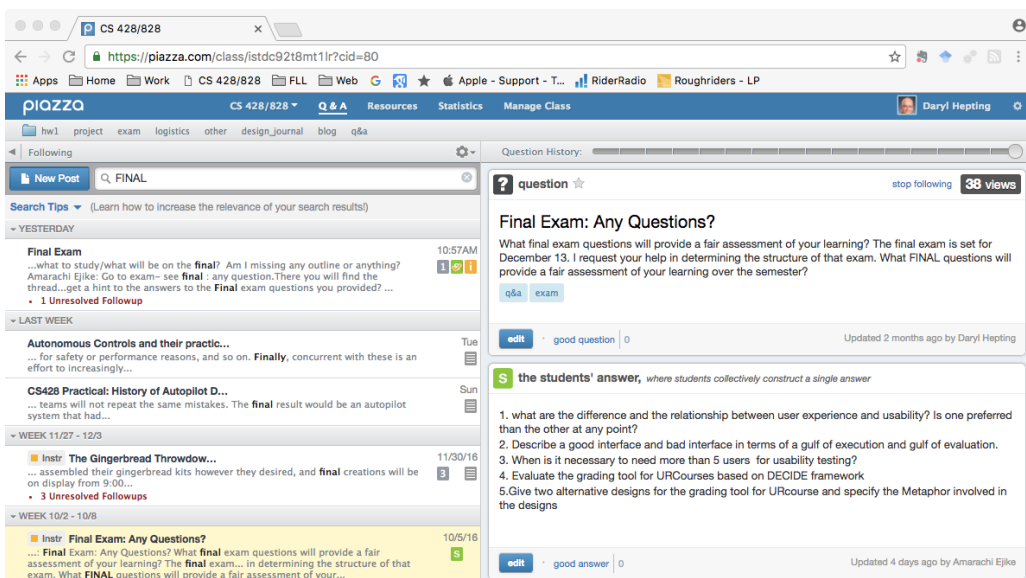 CS 428/828
https://piazza.com/class/istdc92t8mt1lr?cid=80
Apps Home Work CS 428/828 FLL Web G ★ Apple - Support - T... RiderRadio Roughriders - LP
piazza CS 428/828 Q & A Resources Statistics Manage Class Daryl Hepting
hw1 project exam logistics other design_journal blog q&a
Following
Question History:
New Post FINAL
Search Tips (Learn how to increase the relevance of your search results!)
YESTERDAY
Final Exam 10:57AM
...what to study/what will be on the final? Am I missing any outline or anything?
Amarachi Ejike: Go to exam– see final : any question.There you will find the
thread...get a hint to the answers to the Final exam questions you provided? ...
• 1 Unresolved Followup
1 i
LAST WEEK
Autonomous Controls and their practic... Tue
... for safety or performance reasons, and so on. Finally, concurrent with these is an
effort to increasingly...
CS428 Practical: History of Autopilot D... Sun
... teams will not repeat the same mistakes. The final result would be an autopilot
system that had...
WEEK 11/27 - 12/3
Instr The Gingerbread Throwdow... 11/30/16
... assembled their gingerbread kits however they desired, and final creations will be
on display from 9:00...
3
• 3 Unresolved Followups
WEEK 10/2 - 10/8
Instr Final Exam: Any Questions? 10/5/16
...: Final Exam: Any Questions? What final exam questions will provide a fair
assessment of your learning? The final exam... in determining the structure of that
exam. What FINAL questions will provide a fair assessment of your...
S
? question stop following 38 views
Final Exam: Any Questions?
What final exam questions will provide a fair assessment of your learning? The final exam is set for
December 13. I request your help in determining the structure of that exam. What FINAL questions will
provide a fair assessment of your learning over the semester?
q&a exam
edit · good question 0 Updated 2 months ago by Daryl Hepting
S the students' answer, where students collectively construct a single answer
1. what are the difference and the relationship between user experience and usability? Is one preferred
than the other at any point?
2. Describe a good interface and bad interface in terms of a gulf of execution and gulf of evaluation.
3. When is it necessary to need more than 5 users for usability testing?
4. Evaluate the grading tool for URCourses based on DECIDE framework
5.Give two alternative designs for the grading tool for URcourse and specify the Metaphor involved in
the designs
edit · good answer 0 Updated 4 days ago by Amarachi Ejike